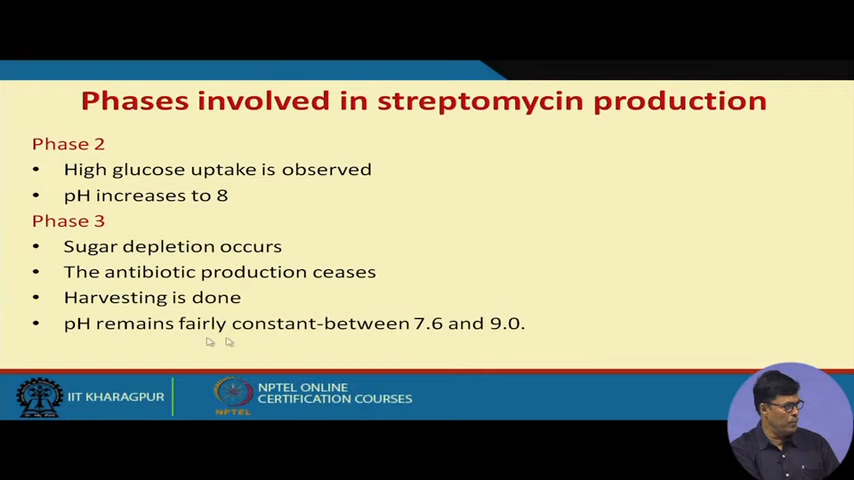 Phases involved in streptomycin production
Phase 2
• High glucose uptake is observed
• pH increases to 8
Phase 3
• Sugar depletion occurs
• The antibiotic production ceases
• Harvesting is done
• pH remains fairly constant-between 7.6 and 9.0.
IIT KHARAGPUR
NPTEL
NPTEL ONLINE
CERTIFICATION COURSES